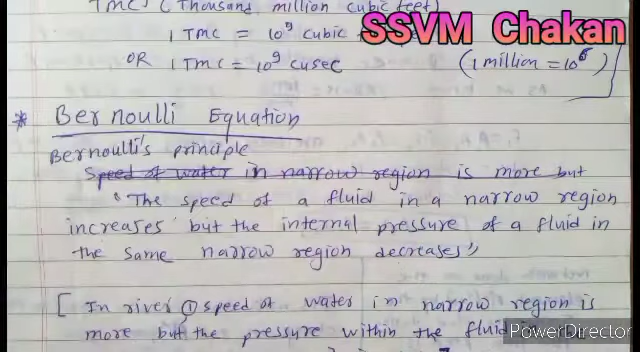 TMC (Thousand million cubic feet)
1 TMC = 10⁹ cubic
SSVM Chakan
OR 1 TMC = 10⁹ cusec (1 million = 10⁶)
* Bernoulli Equation
Bernoulli's principle
Speed of water in narrow region is more but
"The speed of a fluid in a narrow region
increases but the internal pressure of a fluid in
the same narrow region decreases"
[ In river ① speed of water in narrow region is
more but the pressure within the fluid
PowerDirector